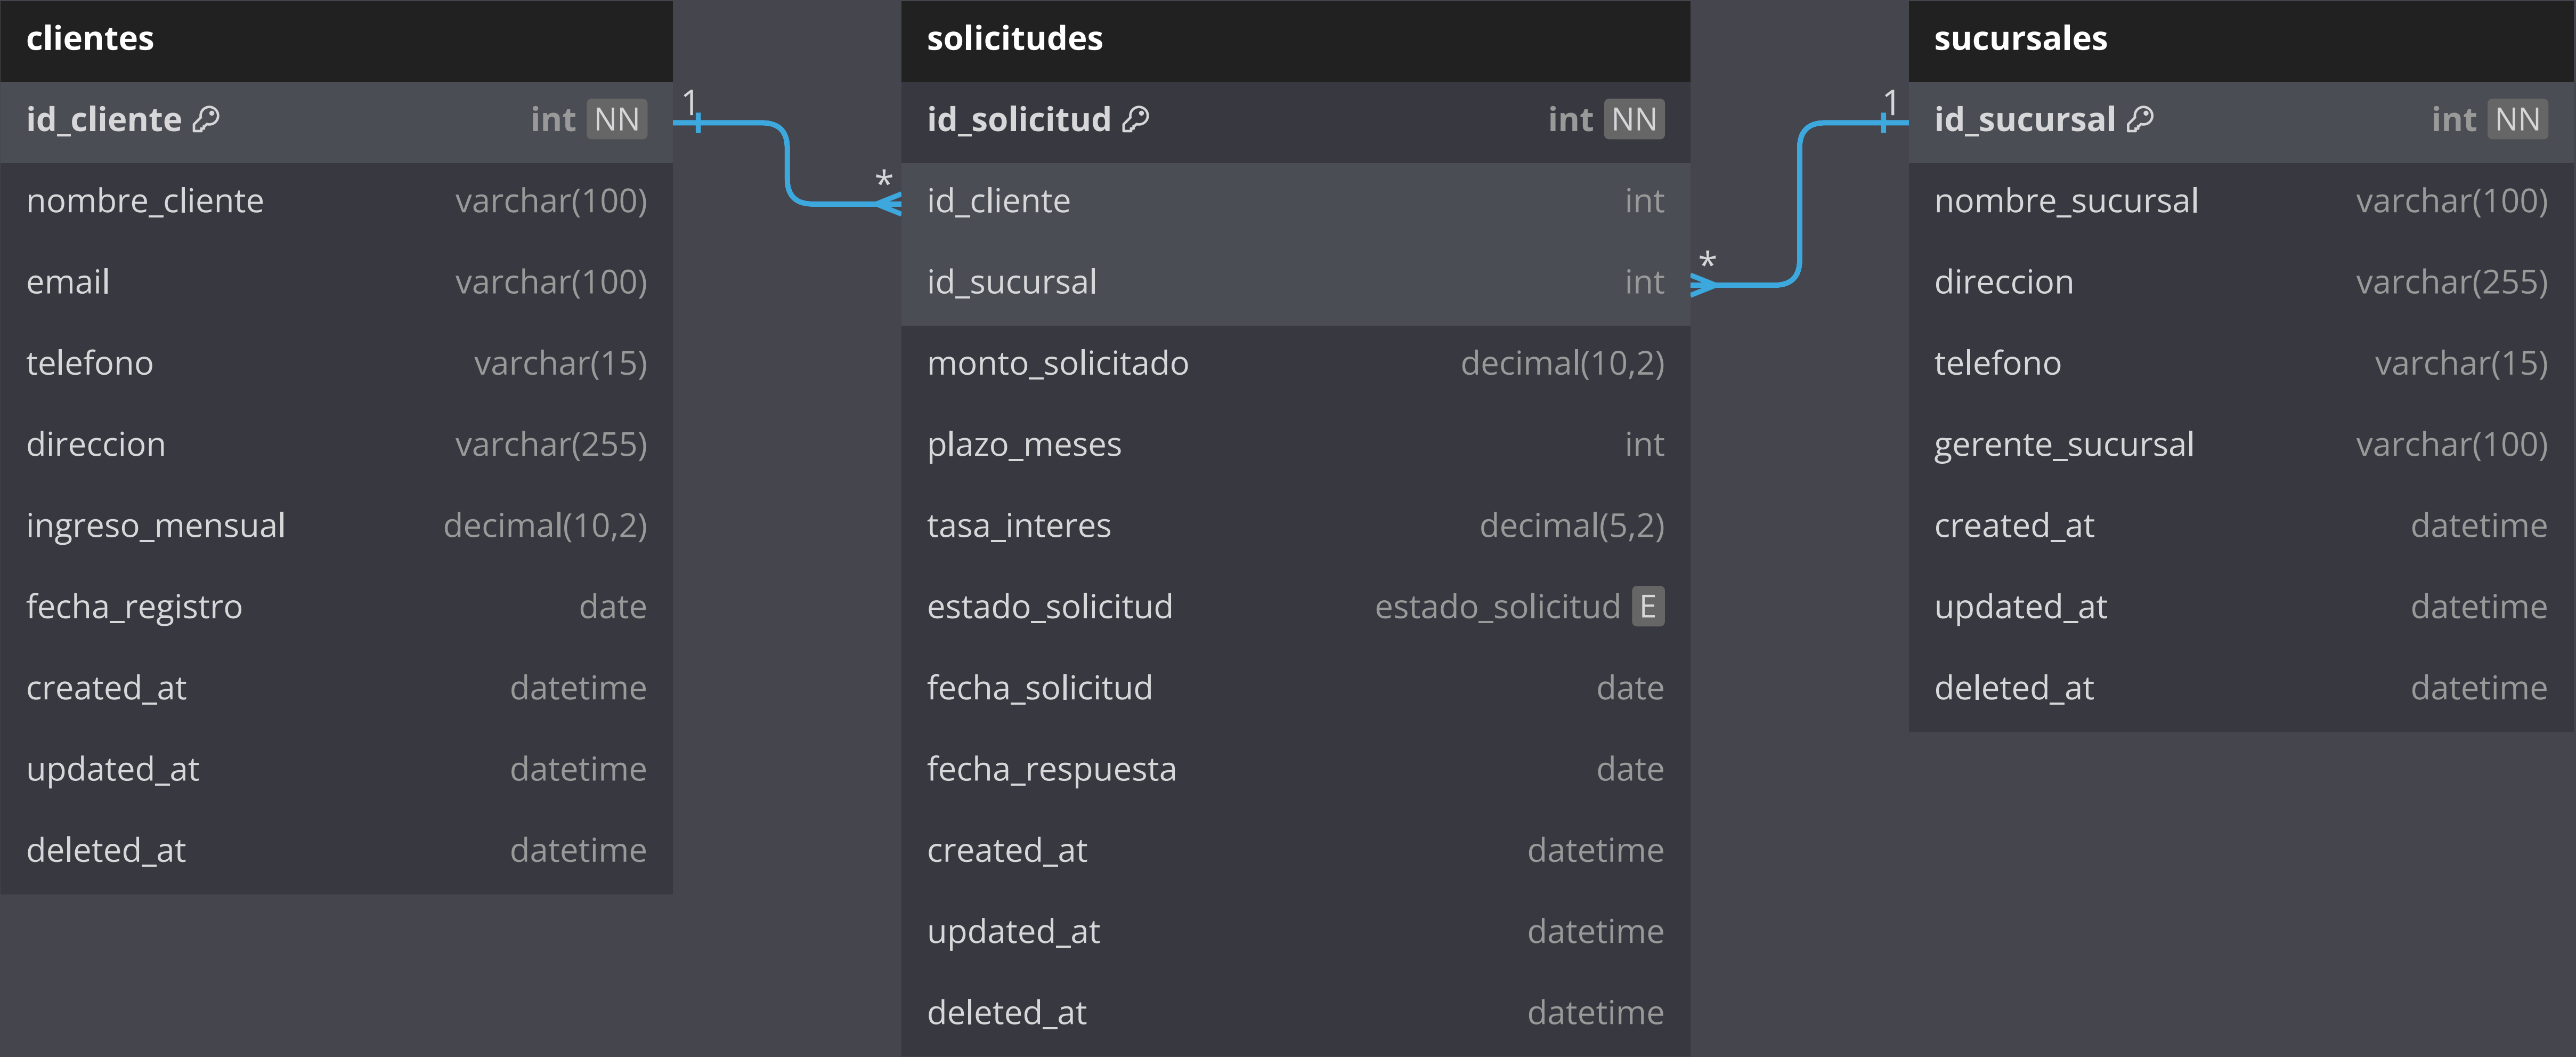 clientes
id_cliente int NN
nombre_cliente varchar(100)
email varchar(100)
telefono varchar(15)
direccion varchar(255)
ingreso_mensual decimal(10,2)
fecha_registro date
created_at datetime
updated_at datetime
deleted_at datetime
1
*
solicitudes
id_solicitud int NN
id_cliente int
id_sucursal int
monto_solicitado decimal(10,2)
plazo_meses int
tasa_interes decimal(5,2)
estado_solicitud estado_solicitud E
fecha_solicitud date
fecha_respuesta date
created_at datetime
updated_at datetime
deleted_at datetime
*
1
sucursales
id_sucursal int NN
nombre_sucursal varchar(100)
direccion varchar(255)
telefono varchar(15)
gerente_sucursal varchar(100)
created_at datetime
updated_at datetime
deleted_at datetime